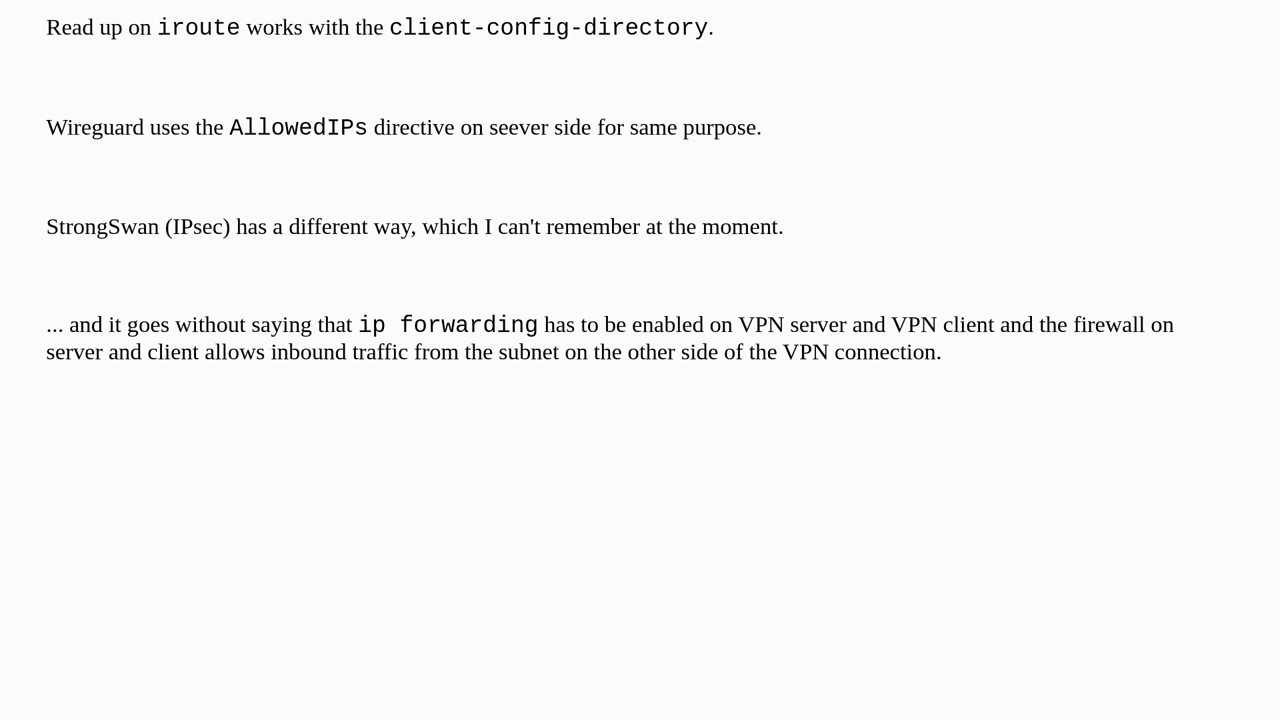 Read up on iroute works with the client-config-directory.
Wireguard uses the AllowedIPs directive on seever side for same purpose.
StrongSwan (IPsec) has a different way, which I can't remember at the moment.
... and it goes without saying that ip forwarding has to be enabled on VPN server and VPN client and the firewall on
server and client allows inbound traffic from the subnet on the other side of the VPN connection.